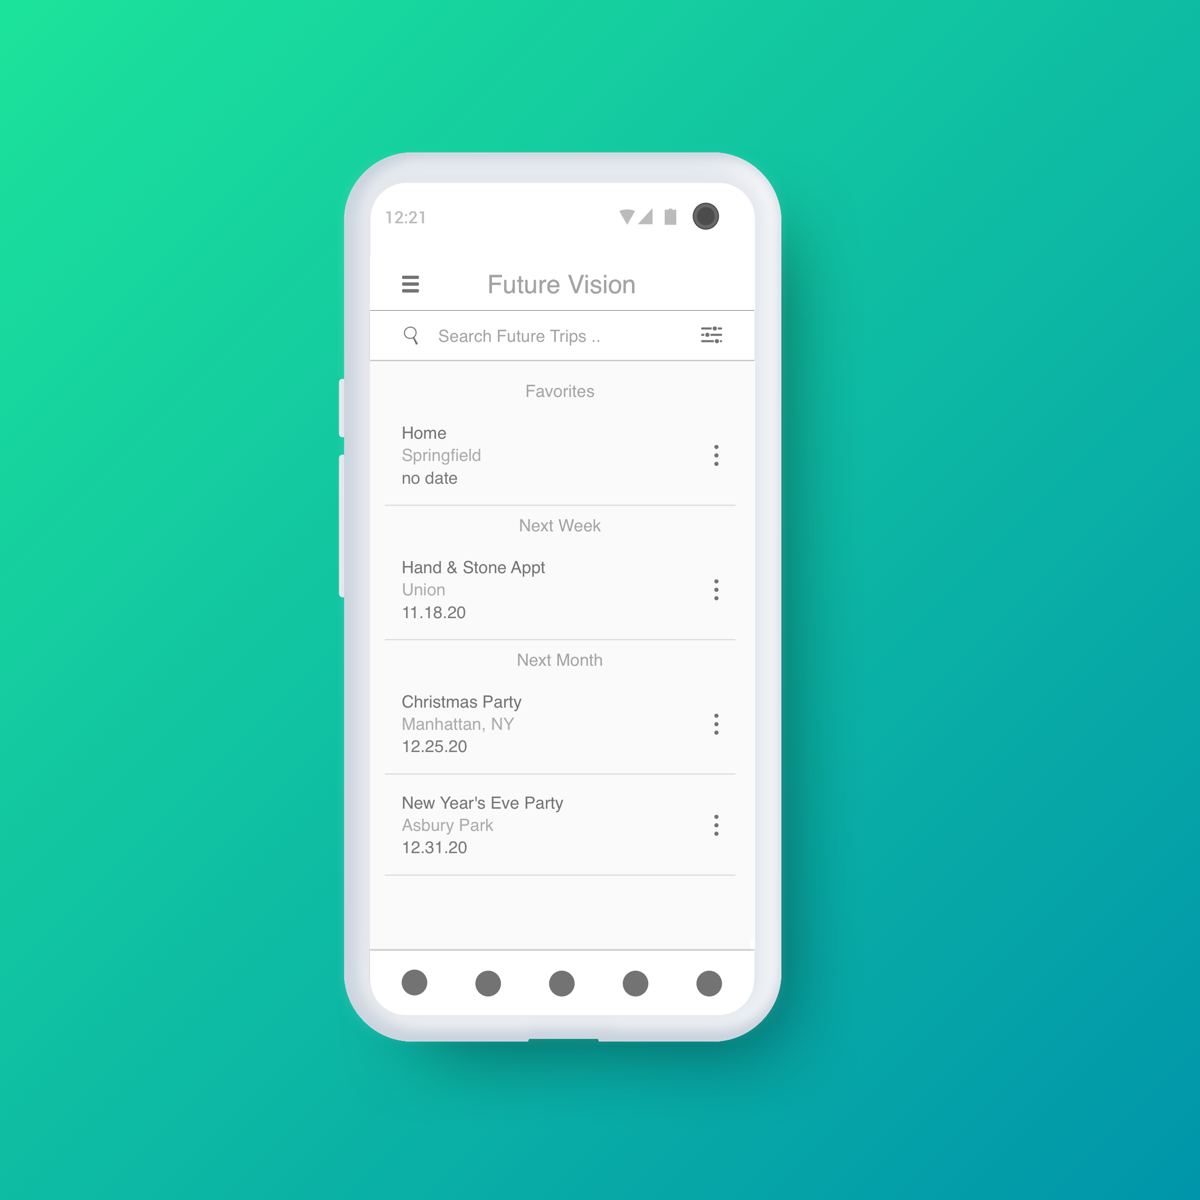 12:21
Future Vision
Search Future Trips ..
Favorites
Home
Springfield
no date
Next Week
Hand & Stone Appt
Union
11.18.20
Next Month
Christmas Party
Manhattan, NY
12.25.20
New Year's Eve Party
Asbury Park
12.31.20